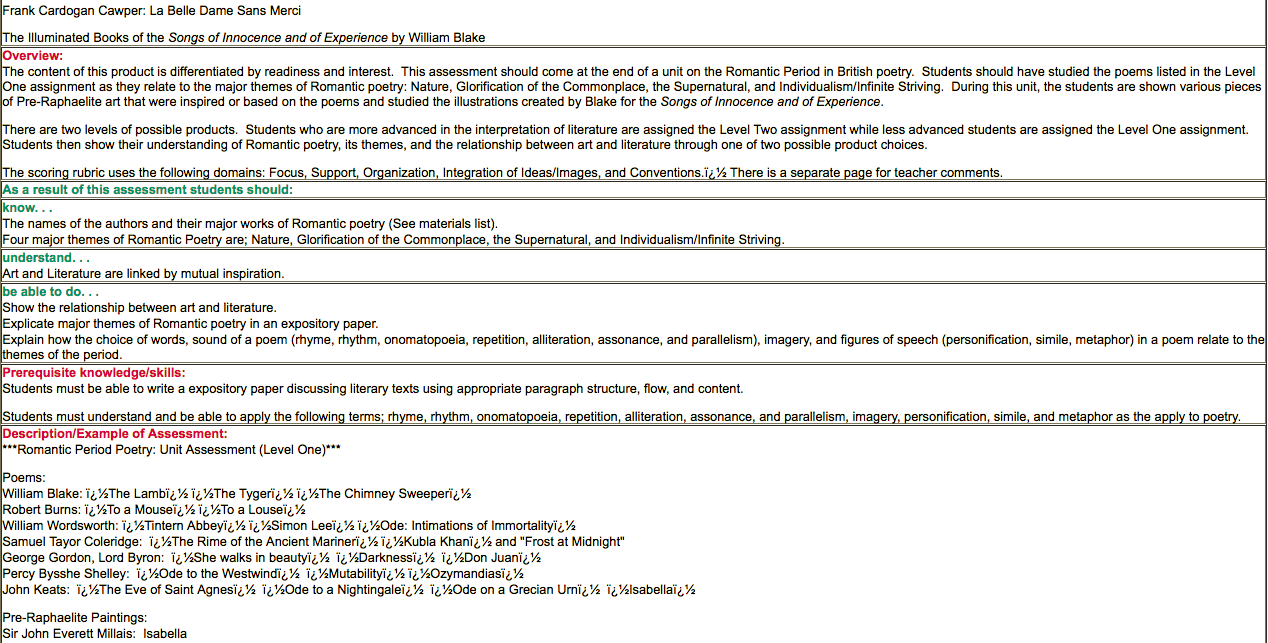 Frank Cardogan Cawper: La Belle Dame Sans Merci
The Illuminated Books of the Songs of Innocence and of Experience by William Blake
Overview:
The content of this product is differentiated by readiness and interest.  This assessment should come at the end of a unit on the Romantic Period in British poetry.  Students should have studied the poems listed in the Level
One assignment as they relate to the major themes of Romantic poetry: Nature, Glorification of the Commonplace, the Supernatural, and Individualism/Infinite Striving.  During this unit, the students are shown various pieces
of Pre-Raphaelite art that were inspired or based on the poems and studied the illustrations created by Blake for the Songs of Innocence and of Experience.
There are two levels of possible products.  Students who are more advanced in the interpretation of literature are assigned the Level Two assignment while less advanced students are assigned the Level One assignment.
Students then show their understanding of Romantic poetry, its themes, and the relationship between art and literature through one of two possible product choices.
The scoring rubric uses the following domains: Focus, Support, Organization, Integration of Ideas/Images, and Conventions.ï¿½ There is a separate page for teacher comments.
As a result of this assessment students should:
know. . .
The names of the authors and their major works of Romantic poetry (See materials list).
Four major themes of Romantic Poetry are; Nature, Glorification of the Commonplace, the Supernatural, and Individualism/Infinite Striving.
understand. . .
Art and Literature are linked by mutual inspiration.
be able to do. . .
Show the relationship between art and literature.
Explicate major themes of Romantic poetry in an expository paper.
Explain how the choice of words, sound of a poem (rhyme, rhythm, onomatopoeia, repetition, alliteration, assonance, and parallelism), imagery, and figures of speech (personification, simile, metaphor) in a poem relate to the
themes of the period.
Prerequisite knowledge/skills:
Students must be able to write a expository paper discussing literary texts using appropriate paragraph structure, flow, and content.
Students must understand and be able to apply the following terms; rhyme, rhythm, onomatopoeia, repetition, alliteration, assonance, and parallelism, imagery, personification, simile, and metaphor as the apply to poetry.
Description/Example of Assessment:
***Romantic Period Poetry: Unit Assessment (Level One)***
Poems:
William Blake: ï¿½The Lambï¿½ ï¿½The Tygerï¿½ ï¿½The Chimney Sweeperï¿½
Robert Burns: ï¿½To a Mouseï¿½ ï¿½To a Louseï¿½
William Wordsworth: ï¿½Tintern Abbeyï¿½ ï¿½Simon Leeï¿½ ï¿½Ode: Intimations of Immortalityï¿½
Samuel Tayor Coleridge:  ï¿½The Rime of the Ancient Marinerï¿½ ï¿½Kubla Khanï¿½ and "Frost at Midnight"
George Gordon, Lord Byron:  ï¿½She walks in beautyï¿½  ï¿½Darknessï¿½  ï¿½Don Juanï¿½
Percy Bysshe Shelley:  ï¿½Ode to the Westwindï¿½  ï¿½Mutabilityï¿½ ï¿½Ozymandiasï¿½
John Keats:  ï¿½The Eve of Saint Agnesï¿½  ï¿½Ode to a Nightingaleï¿½  ï¿½Ode on a Grecian Urnï¿½  ï¿½Isabellaï¿½
Pre-Raphaelite Paintings:
Sir John Everett Millais:  Isabella